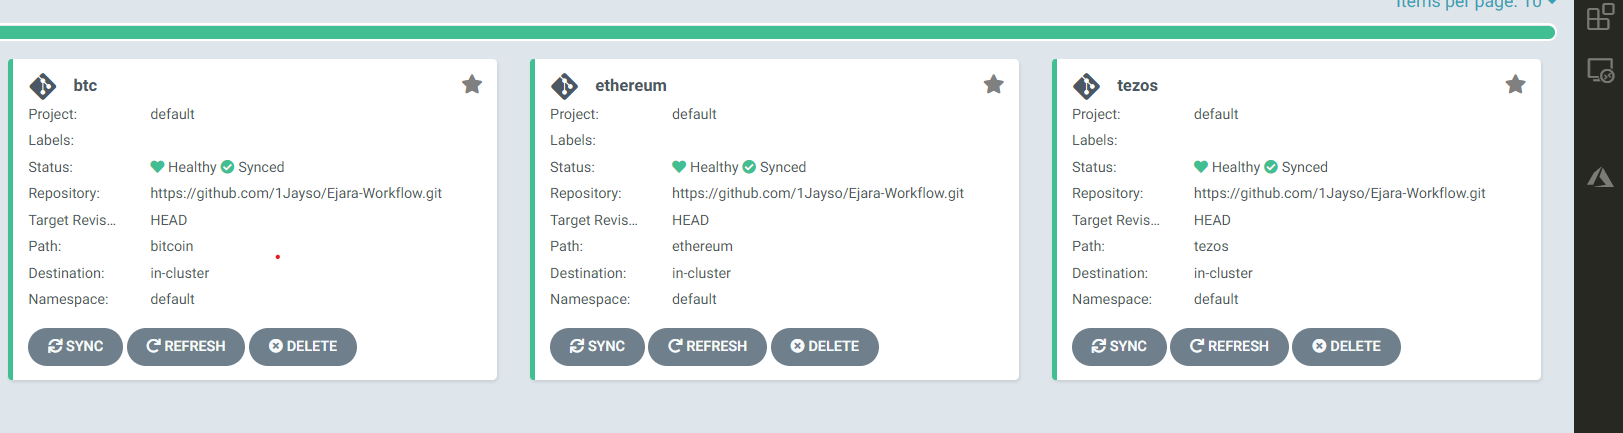 Items per page: 10
btc
Project: default
Labels:
Status: Healthy Synced
Repository: https://github.com/1Jayso/Ejara-Workflow.git
Target Revis... HEAD
Path: bitcoin
Destination: in-cluster
Namespace: default
SYNC REFRESH DELETE
ethereum
Project: default
Labels:
Status: Healthy Synced
Repository: https://github.com/1Jayso/Ejara-Workflow.git
Target Revis... HEAD
Path: ethereum
Destination: in-cluster
Namespace: default
SYNC REFRESH DELETE
tezos
Project: default
Labels:
Status: Healthy Synced
Repository: https://github.com/1Jayso/Ejara-Workflow.git
Target Revis... HEAD
Path: tezos
Destination: in-cluster
Namespace: default
SYNC REFRESH DELETE